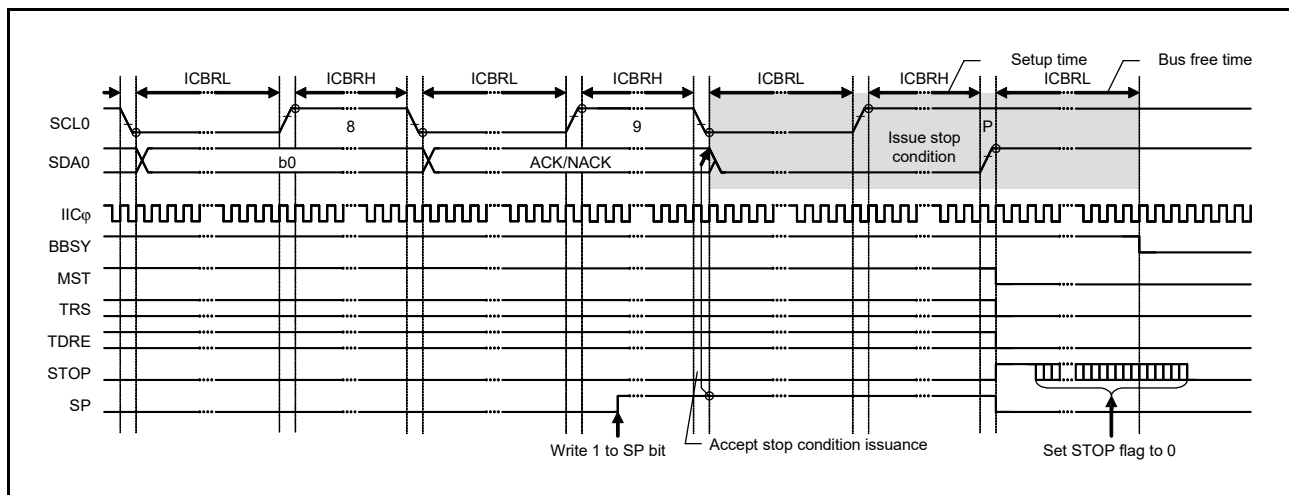 Setup time
Bus free time
ICBRL
ICBRH
ICBRL
ICBRH
ICBRL
ICBRH
ICBRL
SCL0
8
9
P
Issue stop
condition
SDA0
b0
ACK/NACK
IICφ
BBSY
MST
TRS
TDRE
STOP
SP
Write 1 to SP bit
Accept stop condition issuance
Set STOP flag to 0